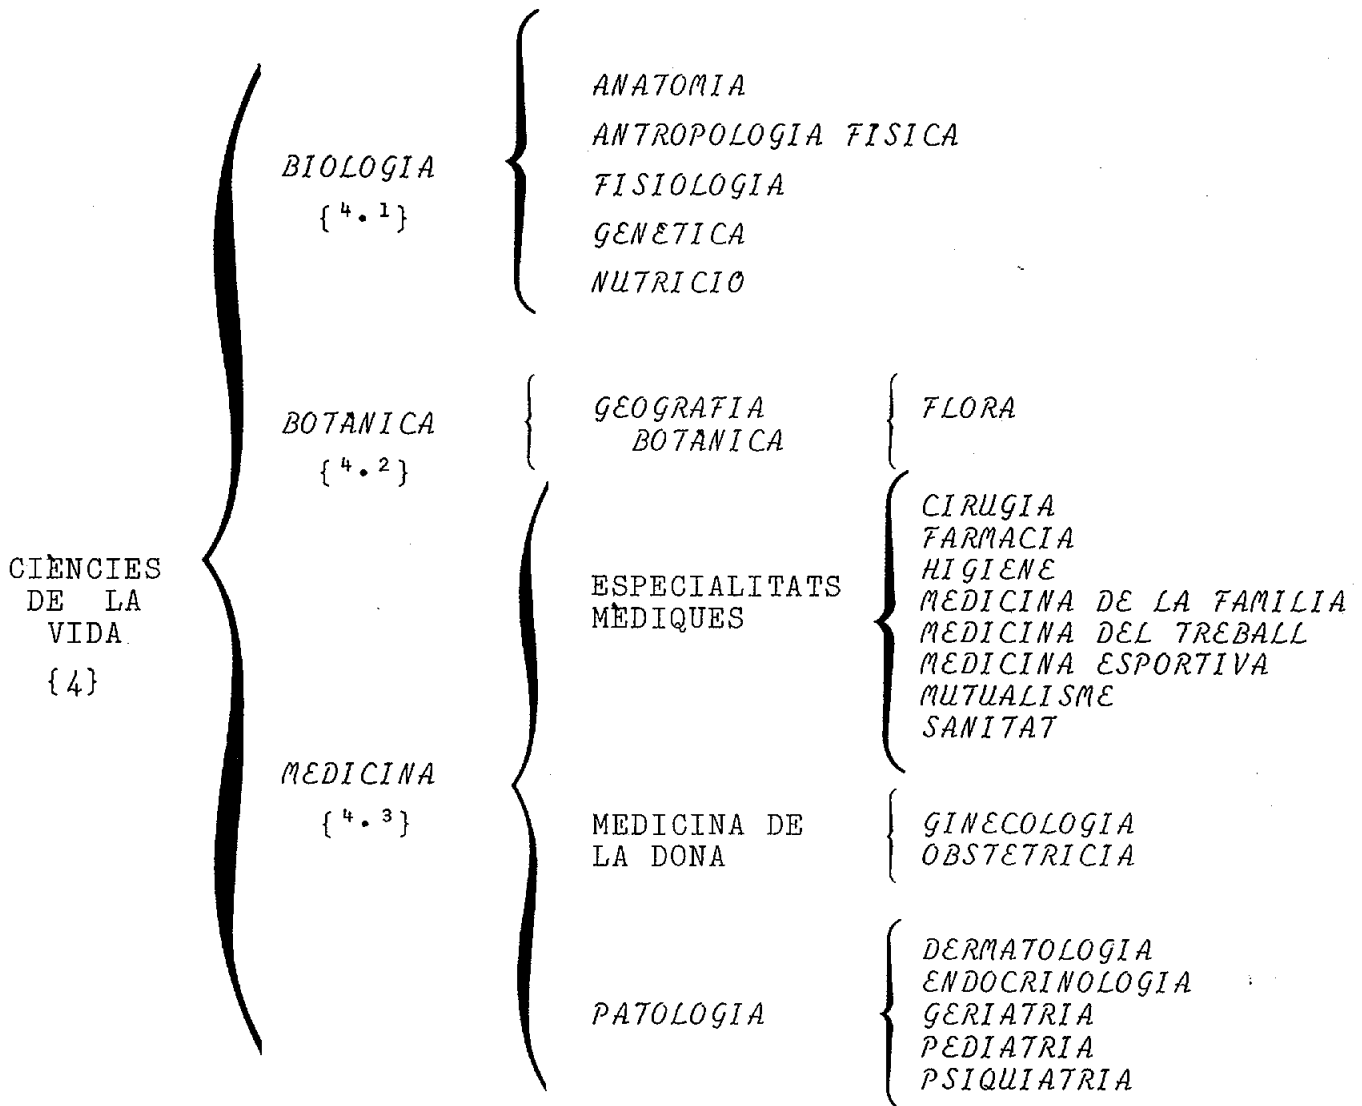 CIÈNCIES
DE LA
VIDA
{4}
BIOLOGIA
{4.1}
ANATOMIA
ANTROPOLOGIA FISICA
FISIOLOGIA
GENETICA
NUTRICIO
BOTANICA
{4.2}
GEOGRAFIA
BOTANICA
FLORA
MEDICINA
{4.3}
ESPECIALITATS
MÈDIQUES
CIRUGIA
FARMACIA
HIGIENE
MEDICINA DE LA FAMILIA
MEDICINA DEL TREBALL
MEDICINA ESPORTIVA
MUTUALISME
SANITAT
MEDICINA DE
LA DONA
GINECOLOGIA
OBSTETRICIA
PATOLOGIA
DERMATOLOGIA
ENDOCRINOLOGIA
GERIATRIA
PEDIATRIA
PSIQUIATRIA